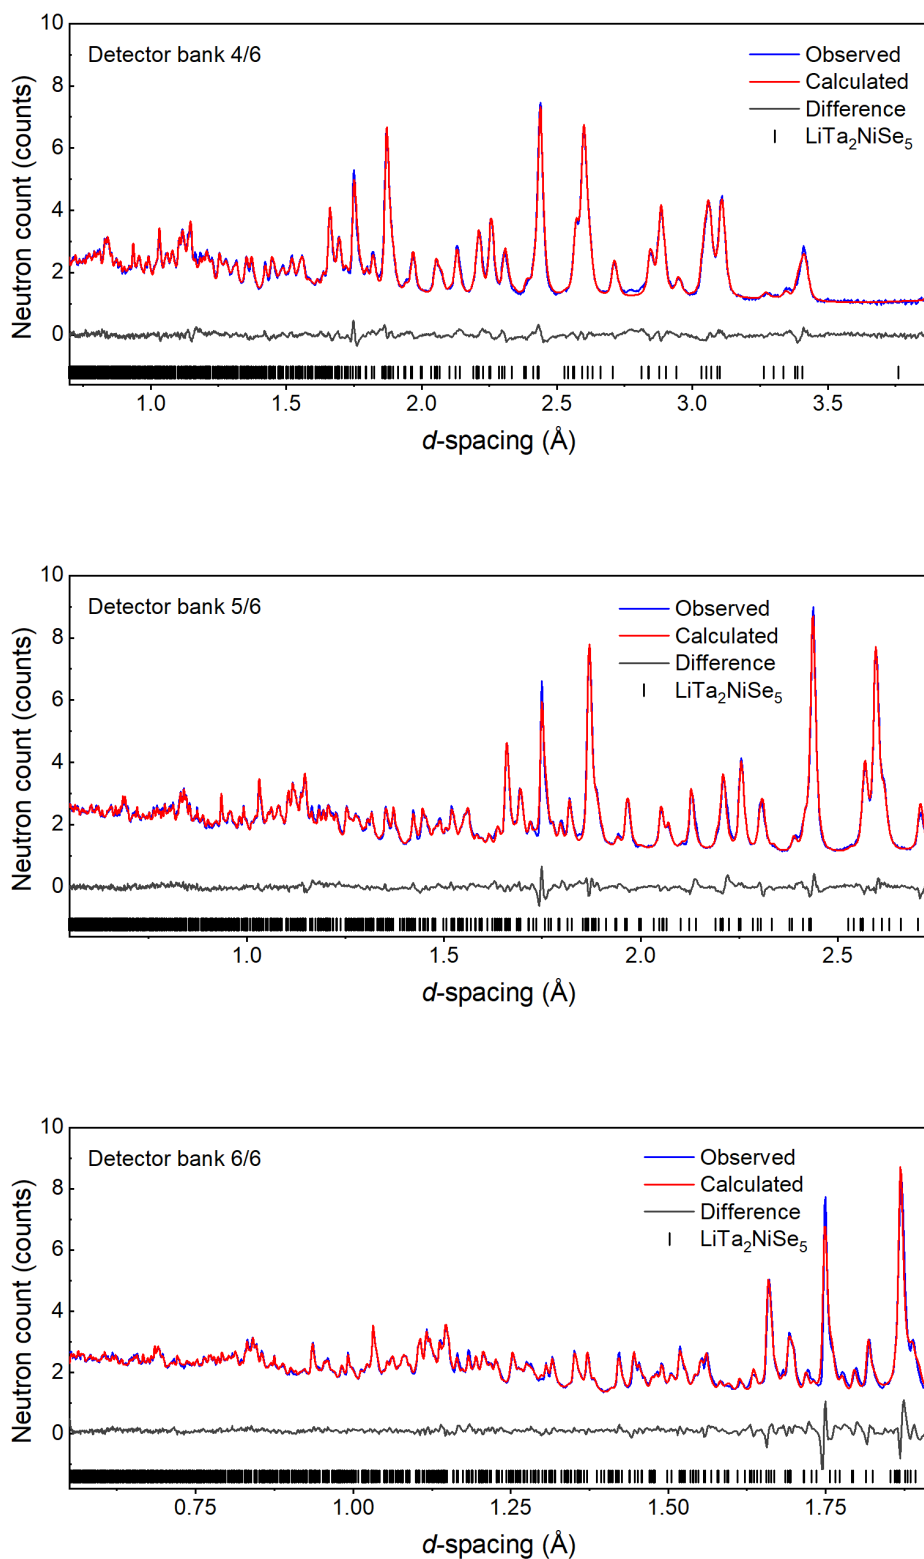 Detector bank 4/6
Observed
Calculated
Difference
LiTa₂NiSe₅
Neutron count (counts)
10
8
6
4
2
0
1.0 1.5 2.0 2.5 3.0 3.5
d-spacing (Å)
Detector bank 5/6
Observed
Calculated
Difference
LiTa₂NiSe₅
Neutron count (counts)
10
8
6
4
2
0
1.0 1.5 2.0 2.5
d-spacing (Å)
Detector bank 6/6
Observed
Calculated
Difference
LiTa₂NiSe₅
Neutron count (counts)
10
8
6
4
2
0
0.75 1.00 1.25 1.50 1.75
d-spacing (Å)